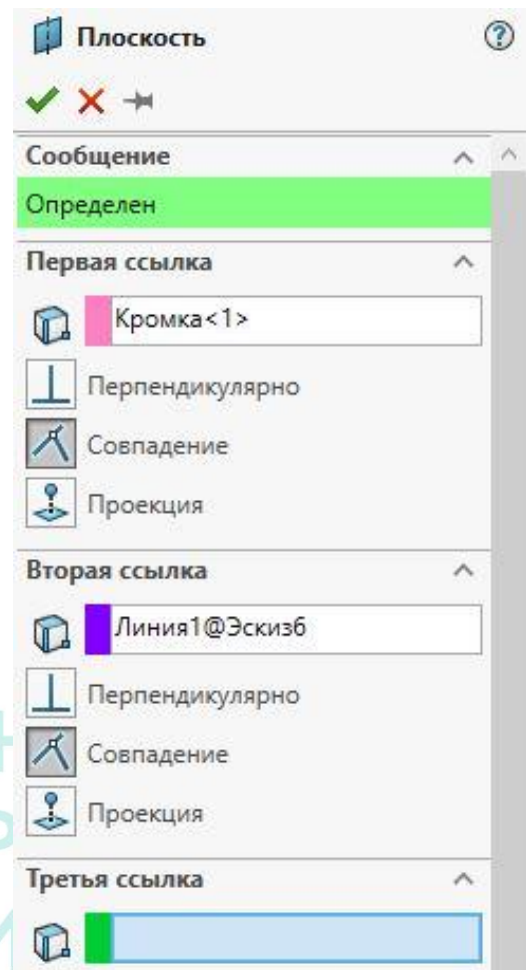 Плоскость
Сообщение
Определен
Первая ссылка
Кромка<1>
Перпендикулярно
Совпадение
Проекция
Вторая ссылка
Линия1@Эскиз6
Перпендикулярно
Совпадение
Проекция
Третья ссылка